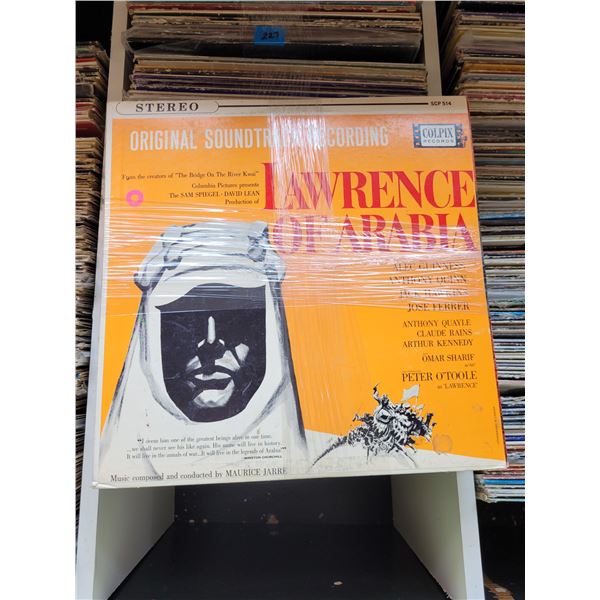 227
STEREO
SCP 514
ORIGINAL SOUNDTRACK RECORDING
COLPIX
RECORDS
From the creators of "The Bridge On The River Kwai"
Columbia Pictures presents
The SAM SPIEGEL · DAVID LEAN
Production of
LAWRENCE
OF ARABIA
ALEC GUINNESS
ANTHONY QUINN
JACK HAWKINS
JOSE FERRER
ANTHONY QUAYLE
CLAUDE RAINS
ARTHUR KENNEDY
OMAR SHARIF
PETER O'TOOLE
as 'LAWRENCE'
"I deem him one of the greatest beings alive in our time.
... we shall never see his like again. His name will live in history.
It will live in the annals of war...It will live in the legends of Arabia"
WINSTON CHURCHILL
Music composed and conducted by MAURICE JARRE